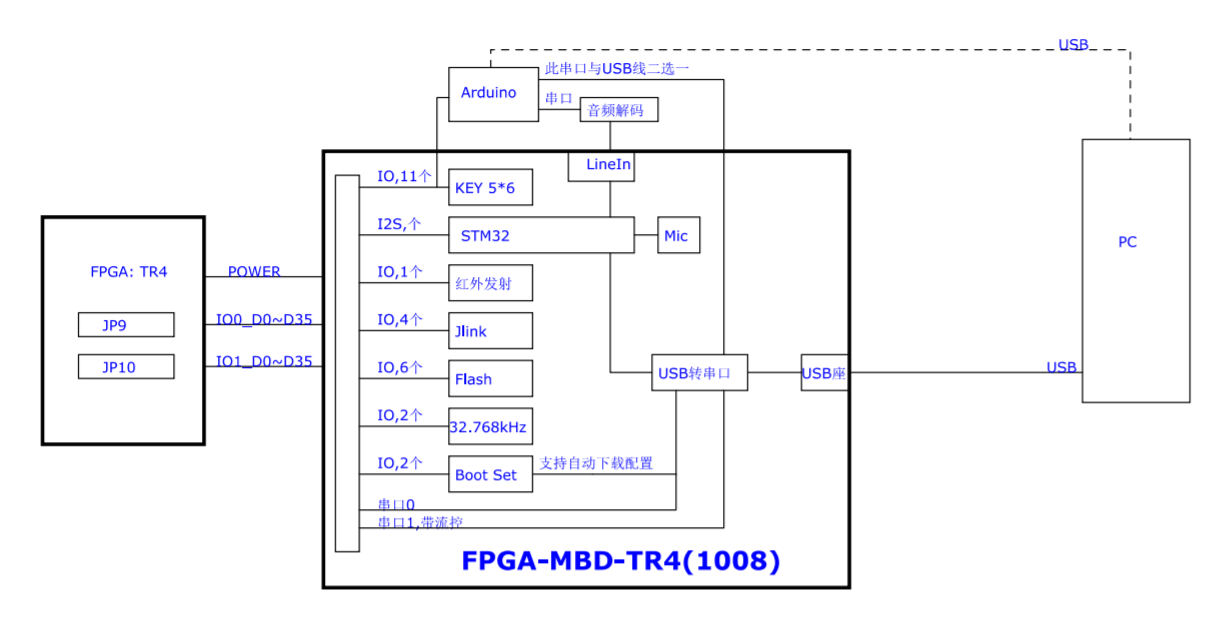 USB
此串口与USB线二选一
Arduino
串口
音频解码
LineIn
IO,11个
KEY 5*6
I2S,个
STM32
Mic
PC
FPGA: TR4
POWER
IO,1个
红外发射
JP9
IO0_D0~D35
IO,4个
Jlink
JP10
IO1_D0~D35
IO,6个
Flash
USB转串口
USB座
USB
IO,2个
32.768kHz
IO,2个
Boot Set
支持自动下载配置
串口0
串口1,带流控
FPGA-MBD-TR4(1008)